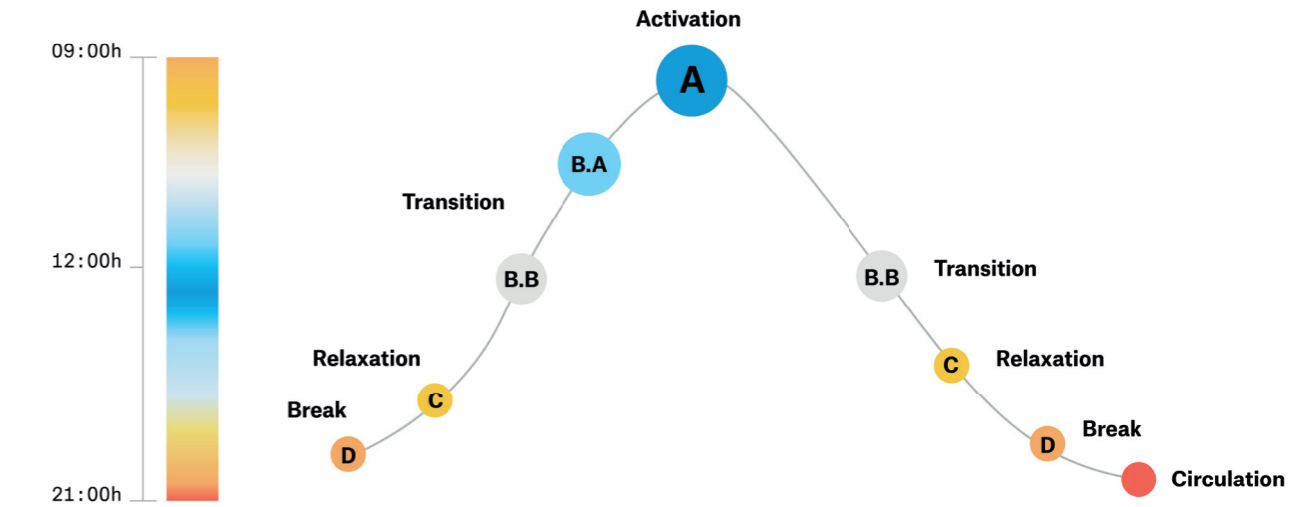 Activation
09:00h
A
B.A
Transition
12:00h
B.B
B.B
Transition
Relaxation
C
C
Relaxation
Break
D
D
Break
21:00h
Circulation